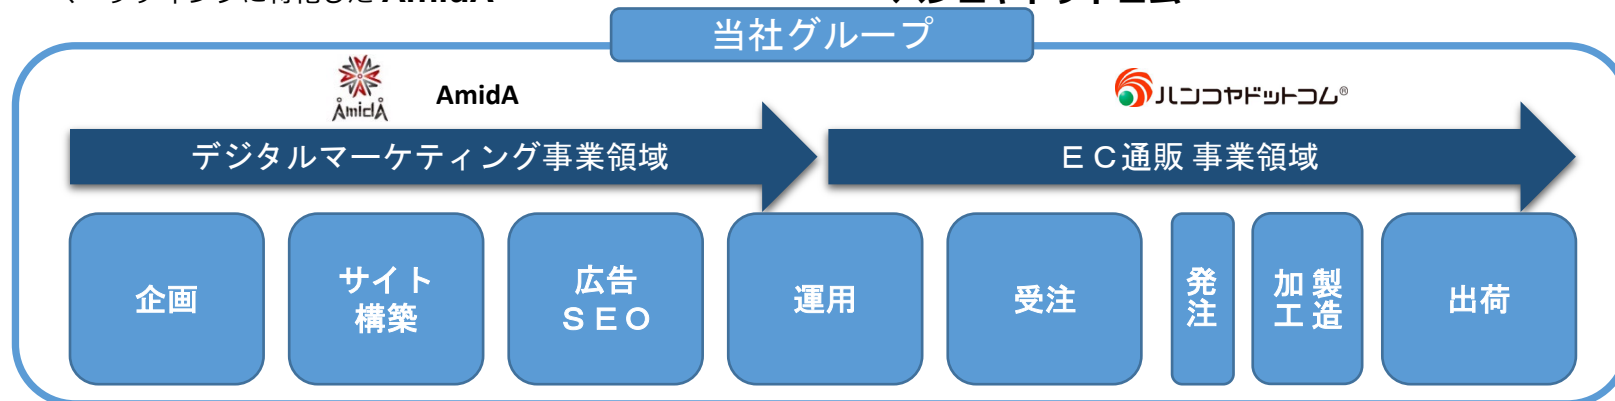 AmidA
当社グループ
AmidA
AmidA
ハンコヤドットコム®
デジタルマーケティング事業領域
ＥＣ通販 事業領域
企画
サイト
構築
広告
ＳＥＯ
運用
受注
発注
製造
加工
出荷